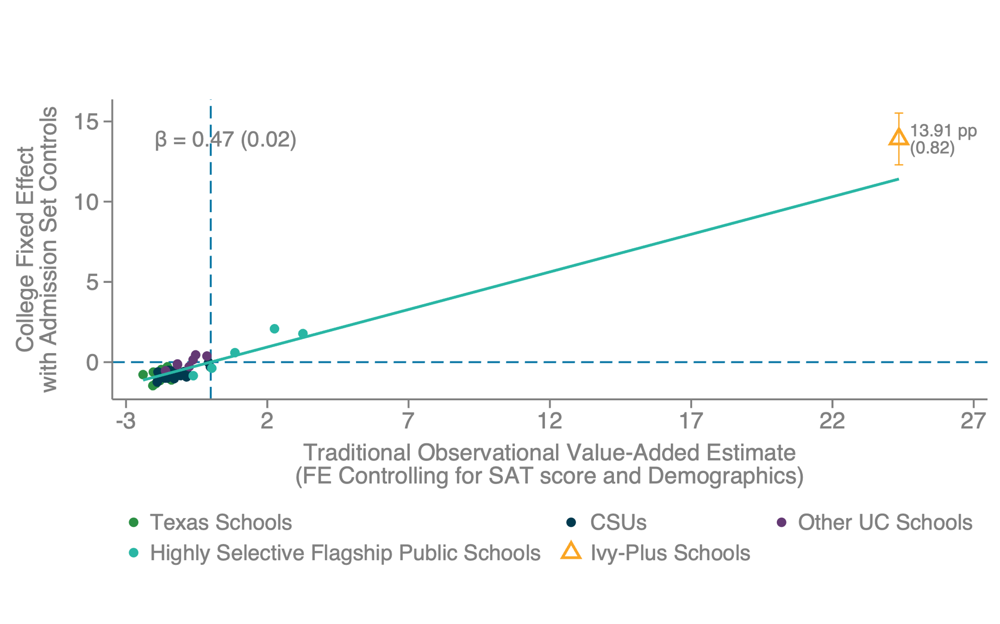 College Fixed Effect
with Admission Set Controls
15
10
5
0
β = 0.47 (0.02)
13.91 pp
(0.82)
-3
2
7
12
17
22
27
Traditional Observational Value-Added Estimate
(FE Controlling for SAT score and Demographics)
Texas Schools
CSUs
Other UC Schools
Highly Selective Flagship Public Schools
Ivy-Plus Schools